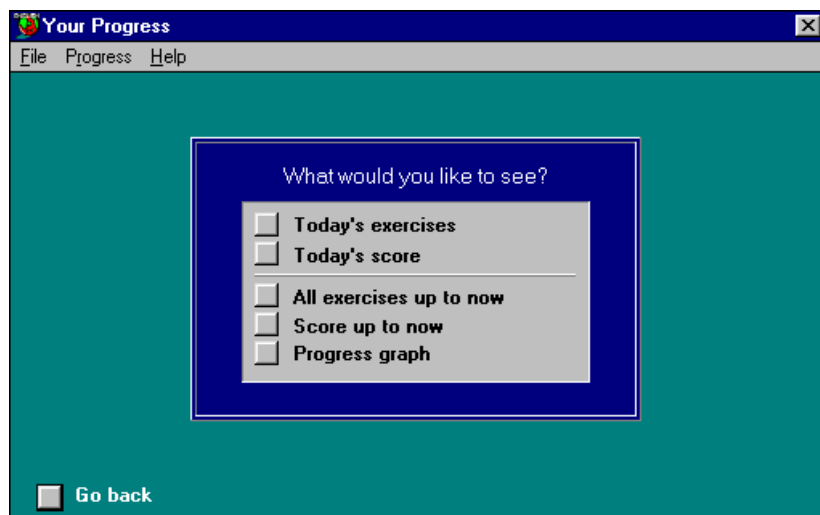 Your Progress
File Progress Help
What would you like to see?
Today's exercises
Today's score
All exercises up to now
Score up to now
Progress graph
Go back